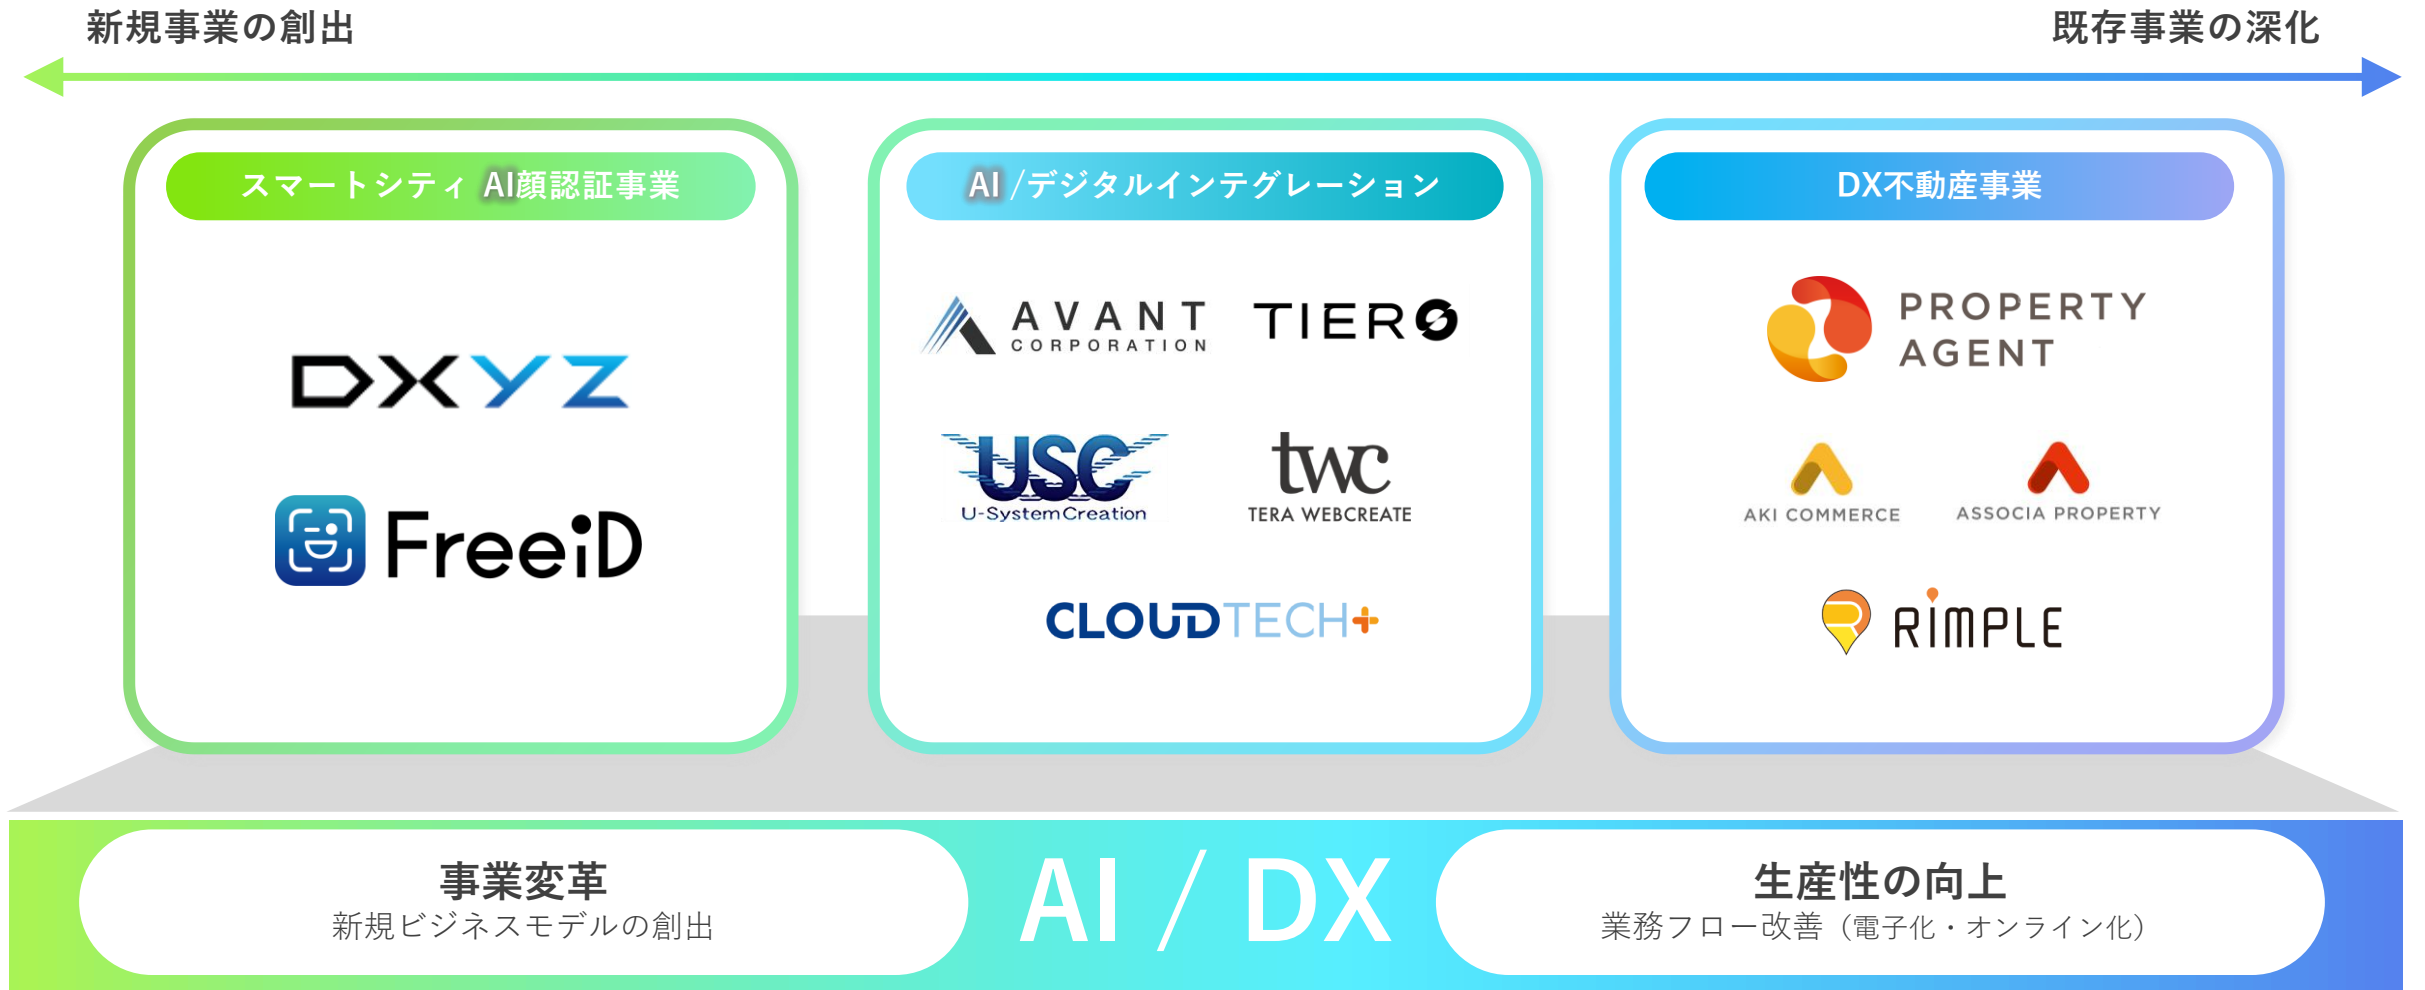 新規事業の創出
既存事業の深化
スマートシティ AI顔認証事業
DXYZ
FreeiD
AI /デジタルインテグレーション
AVANT
CORPORATION
TIERS
USC
U-SystemCreation
twc
TERA WEBCREATE
CLOUDTECH+
DX不動産事業
PROPERTY
AGENT
AKI COMMERCE
ASSOCIA PROPERTY
RIMPLE
事業変革
新規ビジネスモデルの創出
AI / DX
生産性の向上
業務フロー改善（電子化・オンライン化）